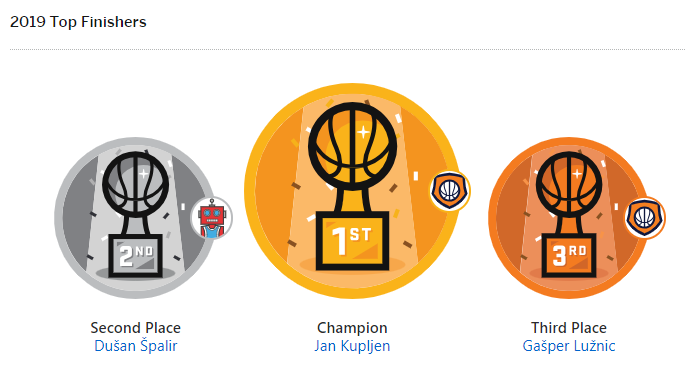 2019 Top Finishers
2ND
1ST
3RD
Second Place
Dušan Špalir
Champion
Jan Kupljen
Third Place
Gašper Lužnic